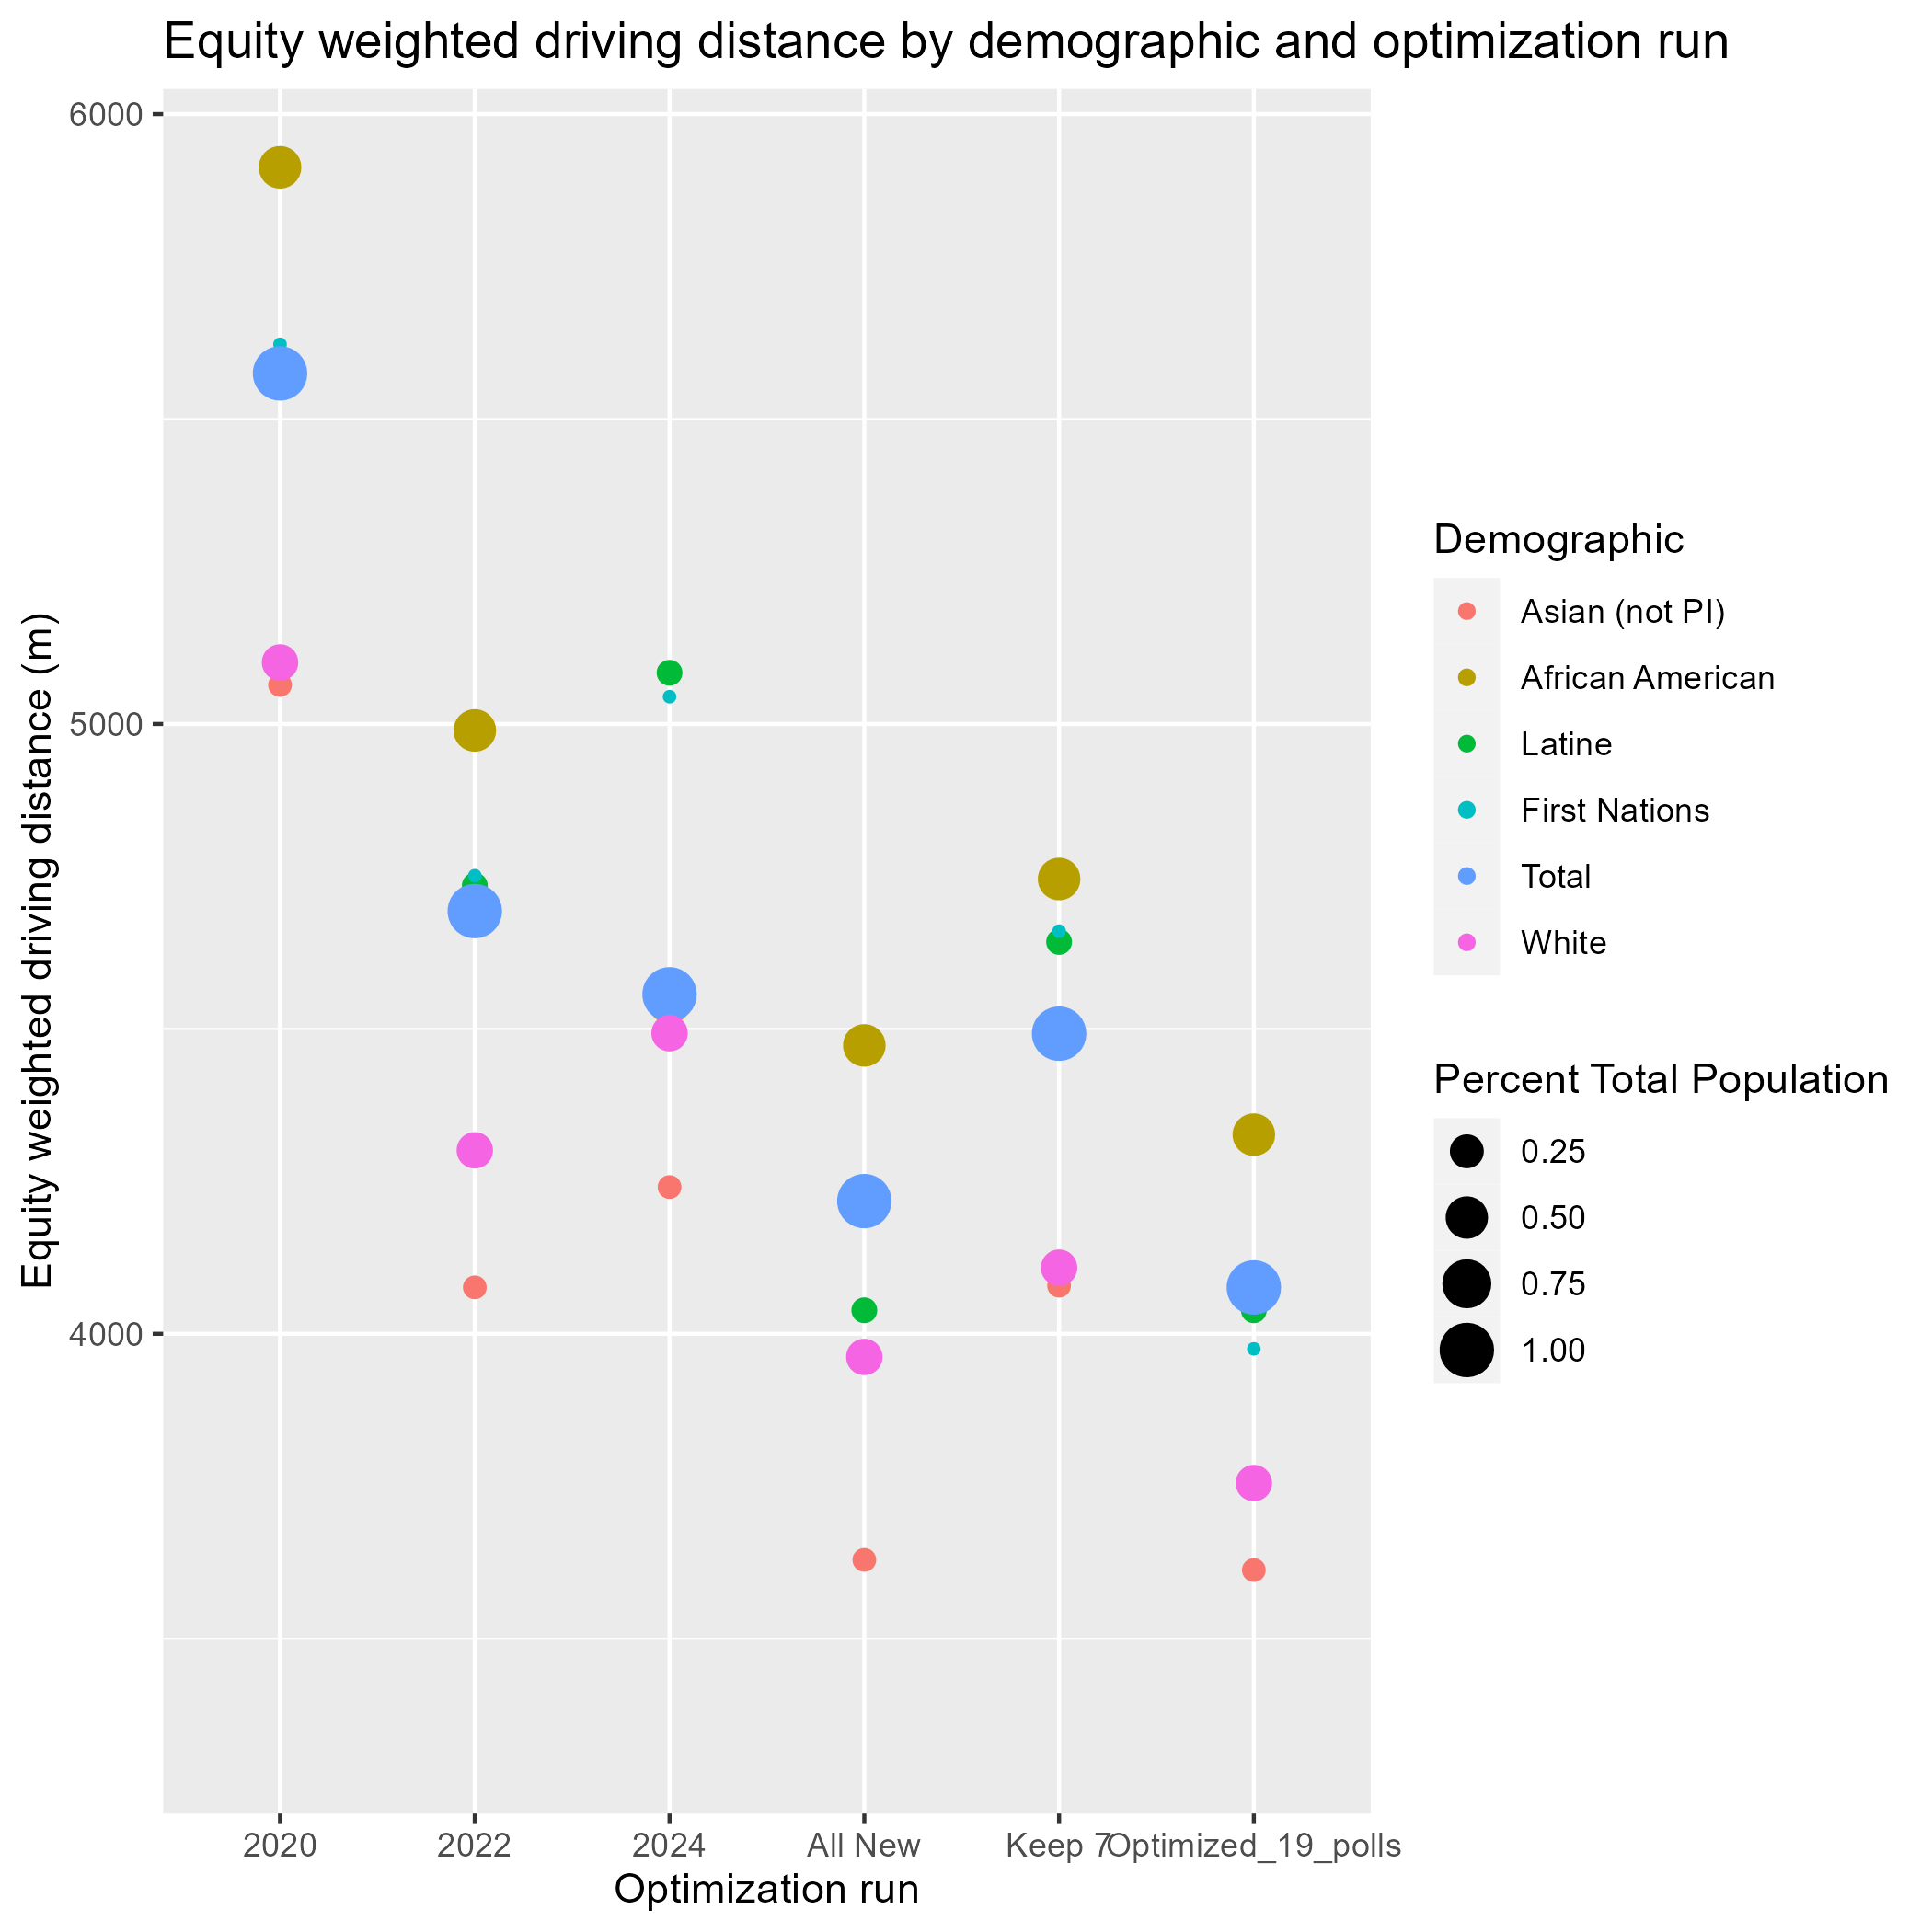 Equity weighted driving distance by demographic and optimization run
6000
5000
4000
Equity weighted driving distance (m)
2020 2022 2024 All New Keep 7 Optimized_19_polls
Optimization run
Demographic
Asian (not PI)
African American
Latine
First Nations
Total
White
Percent Total Population
0.25
0.50
0.75
1.00